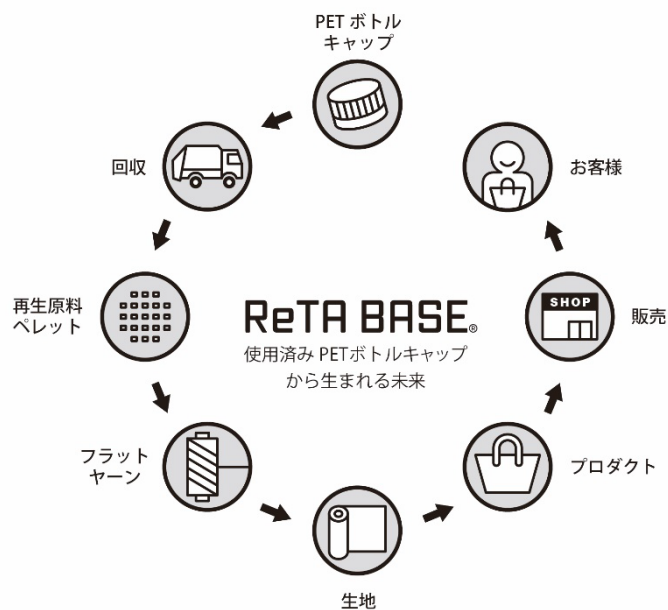 PET ボトル
キャップ
回収
再生原料
ペレット
フラット
ヤーン
生地
プロダクト
SHOP
販売
お客様
ReTA BASE®
使用済み PETボトルキャップ
から生まれる未来